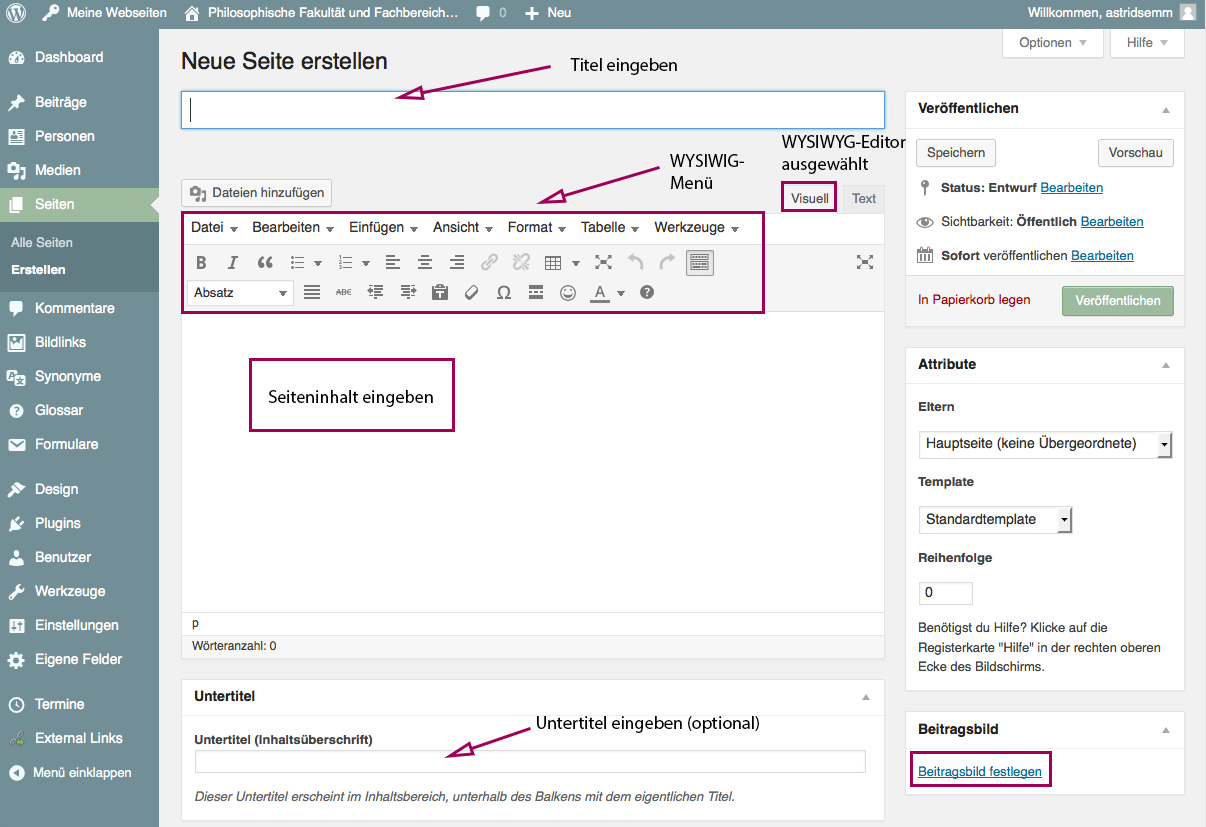 Meine Webseiten
Philosophische Fakultät und Fachbereich…
0
Neu
Willkommen, astridsemm
Dashboard
Beiträge
Personen
Medien
Seiten
Alle Seiten
Erstellen
Kommentare
Bildlinks
Synonyme
Glossar
Formulare
Design
Plugins
Benutzer
Werkzeuge
Einstellungen
Eigene Felder
Termine
External Links
Menü einklappen
Optionen
Hilfe
Neue Seite erstellen
Titel eingeben
WYSIWIG-
Menü
WYSIWYG-Editor
ausgewählt
Dateien hinzufügen
Visuell
Text
Datei
Bearbeiten
Einfügen
Ansicht
Format
Tabelle
Werkzeuge
B
I
Absatz
ABC
T
Ω
A
?
Seiteninhalt eingeben
p
Wörteranzahl: 0
Untertitel
Untertitel eingeben (optional)
Untertitel (Inhaltsüberschrift)
Dieser Untertitel erscheint im Inhaltsbereich, unterhalb des Balkens mit dem eigentlichen Titel.
Veröffentlichen
Speichern
Vorschau
Status: Entwurf Bearbeiten
Sichtbarkeit: Öffentlich Bearbeiten
Sofort veröffentlichen Bearbeiten
In Papierkorb legen
Veröffentlichen
Attribute
Eltern
Hauptseite (keine Übergeordnete)
Template
Standardtemplate
Reihenfolge
0
Benötigst du Hilfe? Klicke auf die
Registerkarte "Hilfe" in der rechten oberen
Ecke des Bildschirms.
Beitragsbild
Beitragsbild festlegen